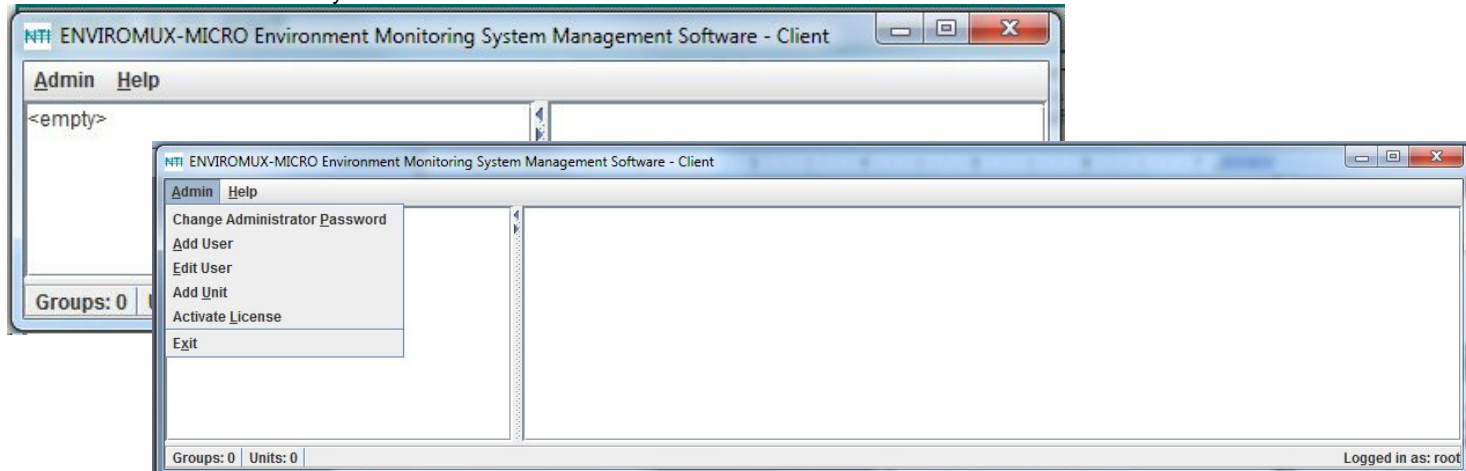 NTI ENVIROMUX-MICRO Environment Monitoring System Management Software - Client
Admin Help
<empty>
Groups: 0
NTI ENVIROMUX-MICRO Environment Monitoring System Management Software - Client
Admin Help
Change Administrator Password
Add User
Edit User
Add Unit
Activate License
Exit
Groups: 0 Units: 0 Logged in as: root